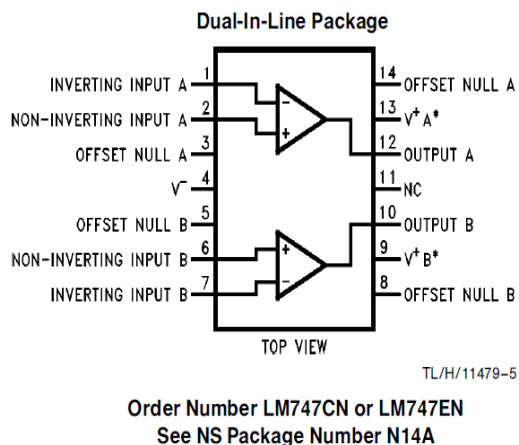 Dual-In-Line Package
INVERTING INPUT A 1
NON-INVERTING INPUT A 2
OFFSET NULL A 3
V⁻ 4
OFFSET NULL B 5
NON-INVERTING INPUT B 6
INVERTING INPUT B 7
−
+
+
−
14 OFFSET NULL A
13 V⁺A*
12 OUTPUT A
11 NC
10 OUTPUT B
9 V⁺B*
8 OFFSET NULL B
TOP VIEW
TL/H/11479–5
Order Number LM747CN or LM747EN
See NS Package Number N14A